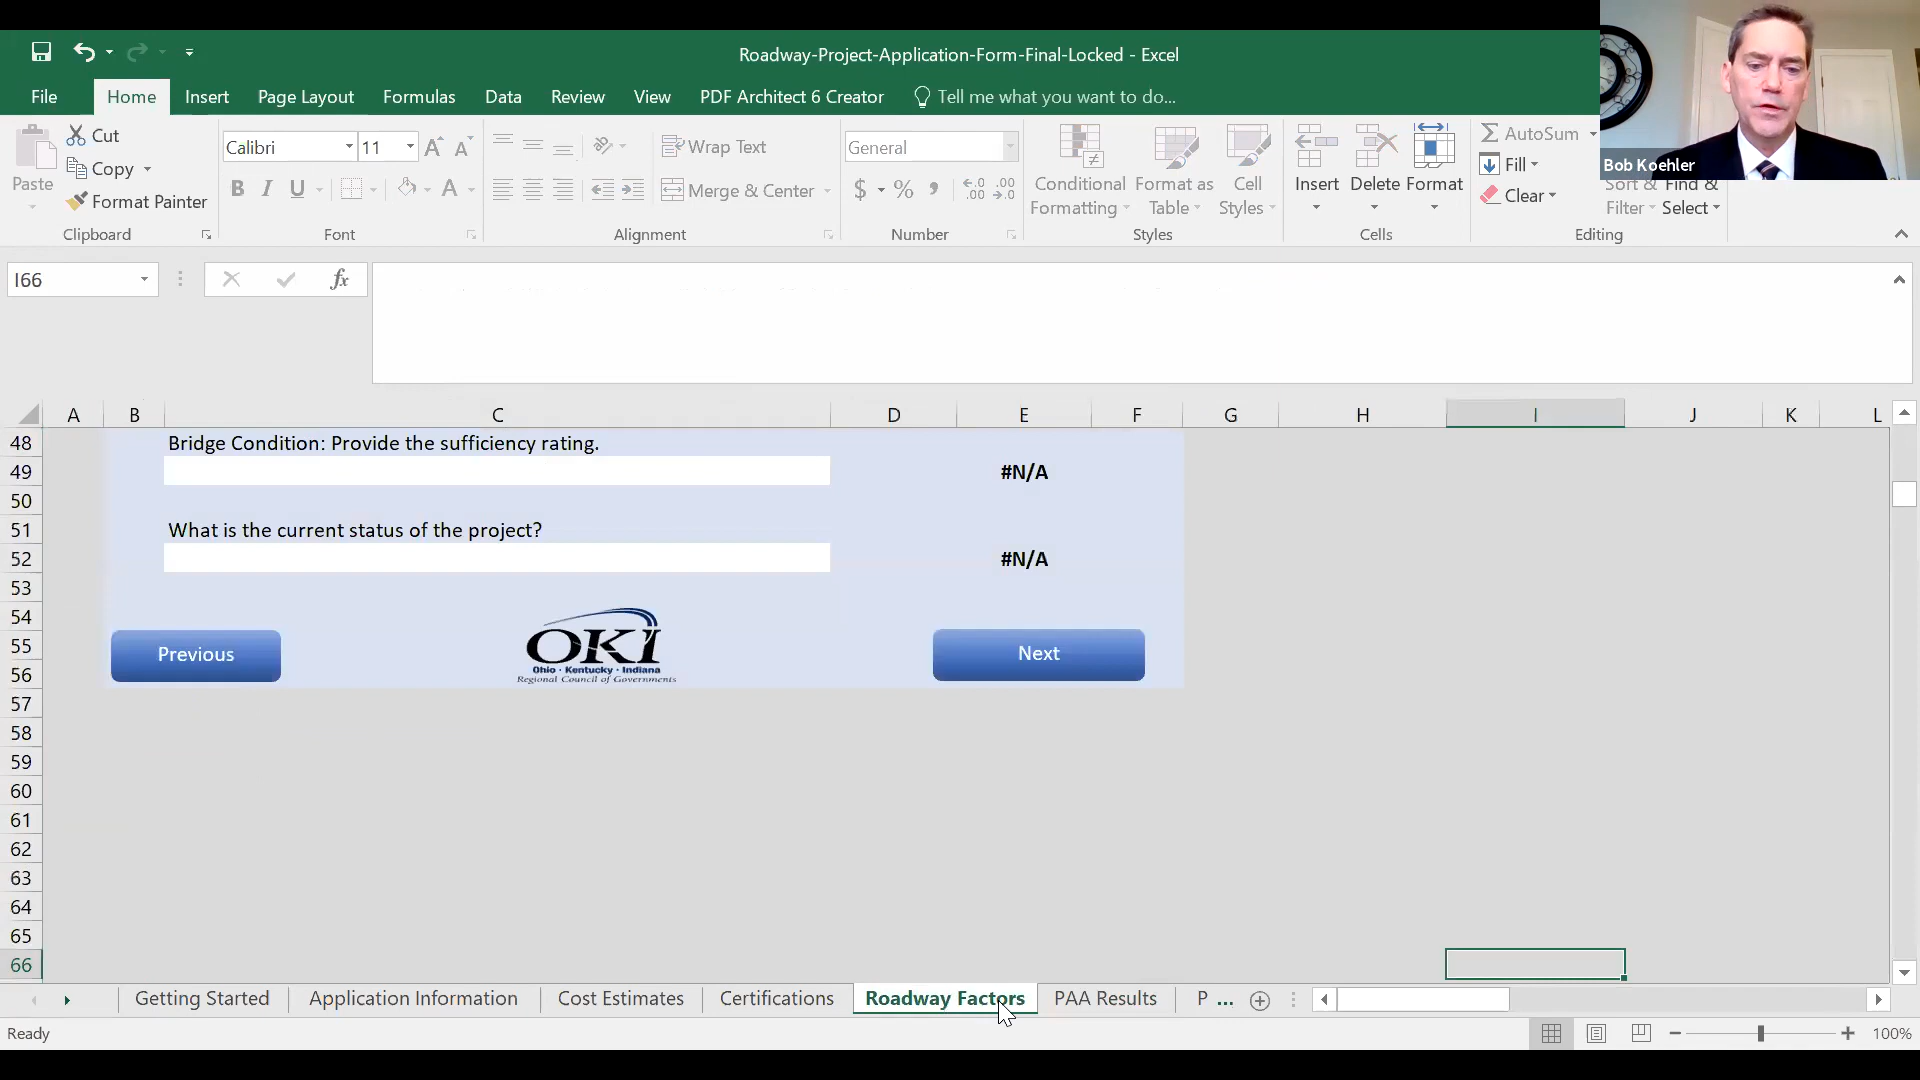 Roadway-Project-Application-Form-Final-Locked - Excel
File Home Insert Page Layout Formulas Data Review View PDF Architect 6 Creator Tell me what you want to do...
Bob Koehler
Paste
Cut
Copy
Format Painter
Clipboard
Calibri 11
B I U
Font
Wrap Text
Merge & Center
Alignment
General
$ % ,
Number
Conditional Formatting
Format as Table
Cell Styles
Styles
Insert Delete Format
Cells
AutoSum
Fill
Clear
Sort & Filter
Find & Select
Editing
I66 fx
A B C D E F G H I J K L
48 Bridge Condition: Provide the sufficiency rating.
49 #N/A
50
51 What is the current status of the project?
52 #N/A
53
54
55
56
Previous
OKI
Ohio · Kentucky · Indiana
Regional Council of Governments
Next
57
58
59
60
61
62
63
64
65
66
Getting Started Application Information Cost Estimates Certifications Roadway Factors PAA Results P ...
Ready 100%